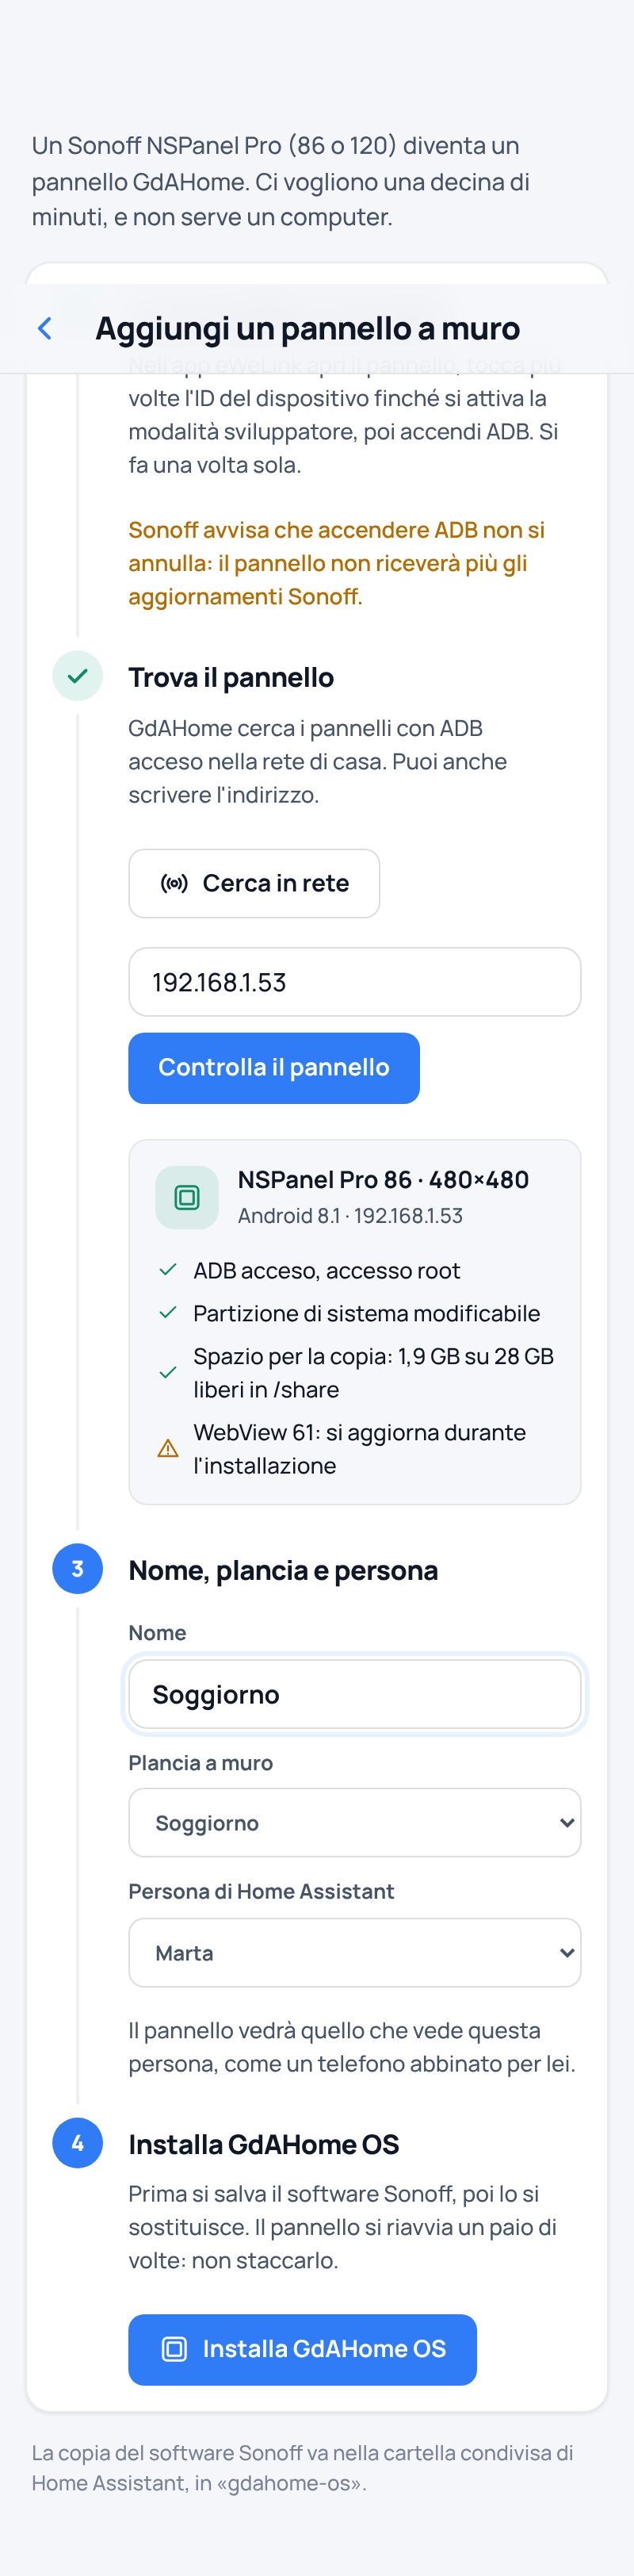 Un Sonoff NSPanel Pro (86 o 120) diventa un
pannello GdAHome. Ci vogliono una decina di
minuti, e non serve un computer.
Aggiungi un pannello a muro
Nell'app eWeLink apri il pannello, tocca più
volte l'ID del dispositivo finché si attiva la
modalità sviluppatore, poi accendi ADB. Si
fa una volta sola.
Sonoff avvisa che accendere ADB non si
annulla: il pannello non riceverà più gli
aggiornamenti Sonoff.
Trova il pannello
GdAHome cerca i pannelli con ADB
acceso nella rete di casa. Puoi anche
scrivere l'indirizzo.
Cerca in rete
192.168.1.53
Controlla il pannello
NSPanel Pro 86 · 480×480
Android 8.1 · 192.168.1.53
ADB acceso, accesso root
Partizione di sistema modificabile
Spazio per la copia: 1,9 GB su 28 GB
liberi in /share
WebView 61: si aggiorna durante
l'installazione
3
Nome, plancia e persona
Nome
Soggiorno
Plancia a muro
Soggiorno
Persona di Home Assistant
Marta
Il pannello vedrà quello che vede questa
persona, come un telefono abbinato per lei.
4
Installa GdAHome OS
Prima si salva il software Sonoff, poi lo si
sostituisce. Il pannello si riavvia un paio di
volte: non staccarlo.
Installa GdAHome OS
La copia del software Sonoff va nella cartella condivisa di
Home Assistant, in «gdahome-os».